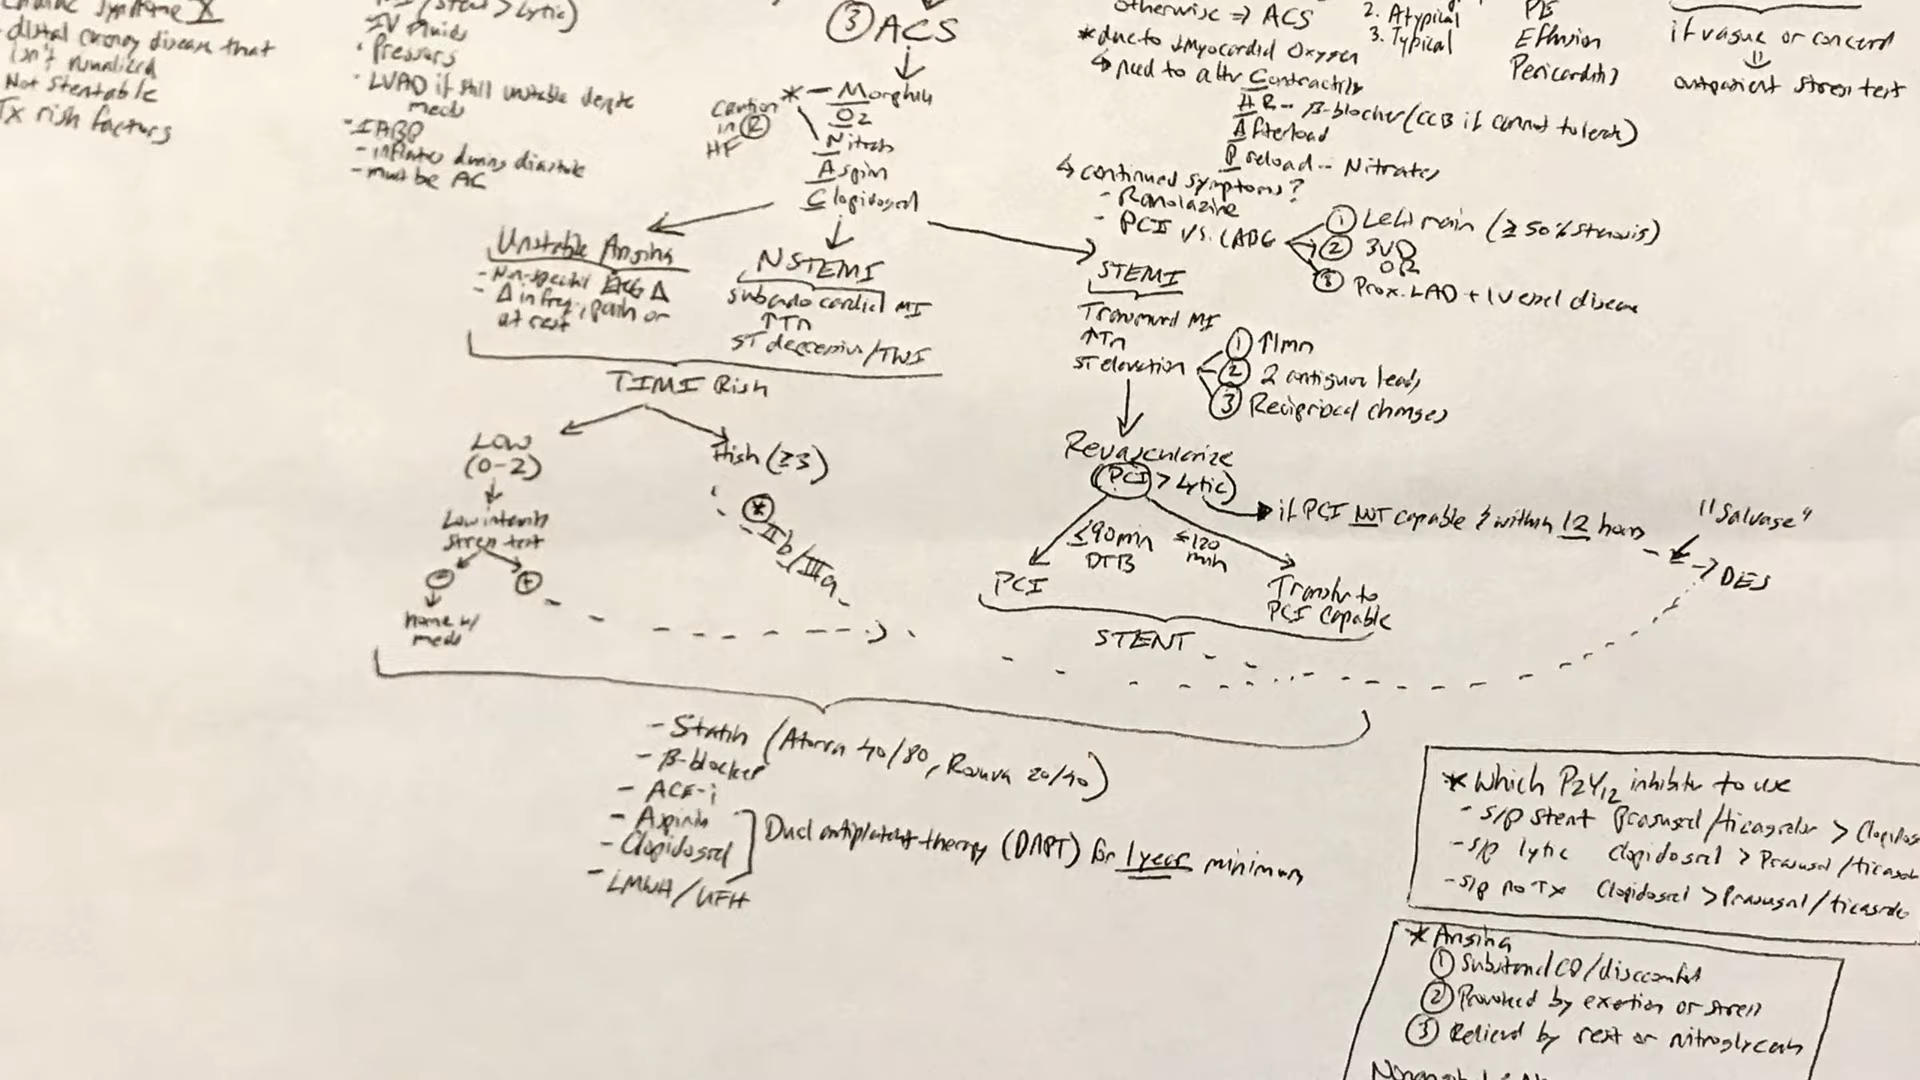 distal coronary disease that
isn't
Not stentable
Tx risk factors
lytic)
IV fluids
Pressors
LVAD if still unstable despite
meds
IABP
- inflates during diastole
- must be AC
③ ACS
Caution
in Ⓡ
HF
* - Morphine
O2
Nitrates
Aspirin
Clopidogrel
Unstable Angina
- Non-specific EKG Δ
- Δ in freq, pain or
at rest
NSTEMI
subendocardial MI
↑Tn
ST depression/TWI
TIMI Risk
LOW
(0-2)
High (≥3)
Low intensity
stress test
⊖
⊕
home w/
meds
⊛ IIb/IIIa
otherwise ⇒ ACS
* due to ↓Myocardial Oxygen
↳ need to alter Contractility
HR -- β-blocker (CCB if cannot tolerate)
Afterload
Preload -- Nitrates
↳ continued symptoms?
- Ranolazine
- PCI vs. CABG
① Left main (≥50% stenosis)
② 3VD
OR
③ Prox. LAD + 1 vessel disease
2. Atypical
3. Typical
PE
Effusion
Pericarditis
if vague or concerned
outpatient stress test
STEMI
Transmural MI
↑Tn
ST elevation
① ↑1mm
② 2 contiguous leads
③ Reciprocal changes
Revascularize
(PCI > Lytic)
if PCI NOT capable & within 12 hours
"Salvage"
DES
≤90min
DTB
≤120
min
PCI
Transfer to
PCI capable
STENT
- Statin (Atorva 40/80, Rosuva 20/40)
- β-blocker
- ACE-i
- Aspirin
- Clopidogrel
Dual antiplatelet therapy (DAPT) for 1 year minimum
- LMWH/UFH
* Which P2Y12 inhibitor to use
- s/p stent Prasugrel/ticagrelor >
- s/p lytic Clopidogrel >
- s/p no Tx Clopidogrel > Prasugrel/ticagrelor
* Angina
① Substernal CP/discomfort
② Provoked by exertion or stress
③ Relieved by rest or nitroglycerin